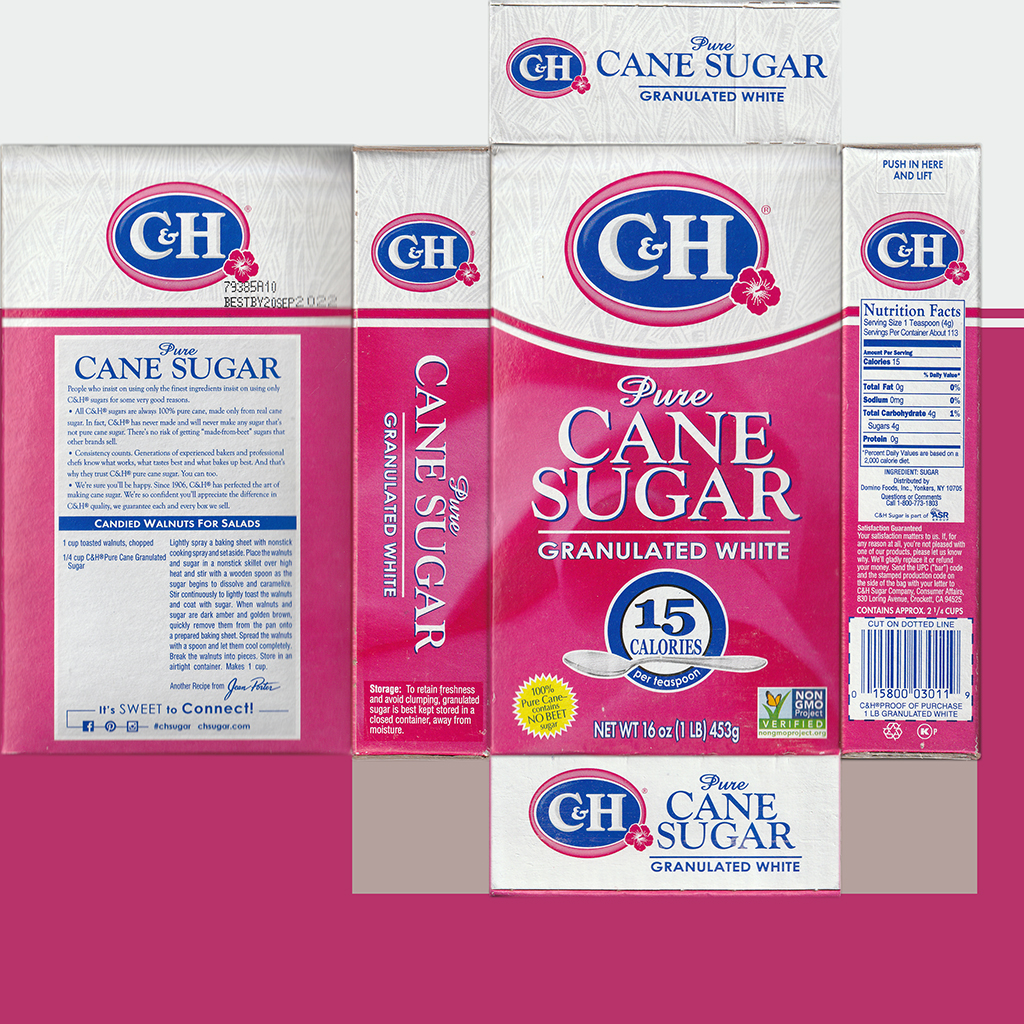 C&H
Pure
CANE SUGAR
GRANULATED WHITE
C&H®
79385A10
BESTBY20SEP2022
Pure
CANE SUGAR
People who insist on using only the finest ingredients insist on using only
C&H® sugars for some very good reasons.
• All C&H® sugars are always 100% pure cane, made only from real cane
sugar. In fact, C&H® has never made and will never make any sugar that's
not pure cane sugar. There's no risk of getting "made-from-beet" sugars that
other brands sell.
• Consistency counts. Generations of experienced bakers and professional
chefs know what works, what tastes best and what bakes up best. And that's
why they trust C&H® pure cane sugar. You can too.
• We're sure you'll be happy. Since 1906, C&H® has perfected the art of
making cane sugar. We're so confident you'll appreciate the difference in
C&H® quality, we guarantee each and every box we sell.
CANDIED WALNUTS FOR SALADS
1 cup toasted walnuts, chopped
1/4 cup C&H®Pure Cane Granulated
Sugar
Lightly spray a baking sheet with nonstick
cooking spray and set aside. Place the walnuts
and sugar in a nonstick skillet over high
heat and stir with a wooden spoon as the
sugar begins to dissolve and caramelize.
Stir continuously to lightly toast the walnuts
and coat with sugar. When walnuts and
sugar are dark amber and golden brown,
quickly remove them from the pan onto
a prepared baking sheet. Spread the walnuts
with a spoon and let them cool completely.
Break the walnuts into pieces. Store in an
airtight container. Makes 1 cup.
Another Recipe from Jean Porter
It's SWEET to Connect!
#chsugar chsugar.com
C&H®
Pure
CANE SUGAR
GRANULATED WHITE
Storage: To retain freshness
and avoid clumping, granulated
sugar is best kept stored in a
closed container, away from
moisture.
C&H®
Pure
CANE
SUGAR
GRANULATED WHITE
15
CALORIES
per teaspoon
100%
Pure Cane-
contains
NO BEET
sugar
NET WT 16 oz (1 LB) 453g
NON
GMO
Project
VERIFIED
nongmoproject.org
PUSH IN HERE
AND LIFT
C&H®
Nutrition Facts
Serving Size 1 Teaspoon (4g)
Servings Per Container About 113
Amount Per Serving
Calories 15
% Daily Value*
Total Fat 0g 0%
Sodium 0mg 0%
Total Carbohydrate 4g 1%
Sugars 4g
Protein 0g
*Percent Daily Values are based on a
2,000 calorie diet.
INGREDIENT: SUGAR
Distributed by
Domino Foods, Inc., Yonkers, NY 10705
Questions or Comments
Call 1-800-773-1803
C&H Sugar is part of ASR
GROUP
Satisfaction Guaranteed
Your satisfaction matters to us. If, for
any reason at all, you're not pleased with
one of our products, please let us know
why. We'll gladly replace it or refund
your money. Send the UPC ("bar") code
and the stamped production code on
the side of the bag with your letter to
C&H Sugar Company, Consumer Affairs,
830 Loring Avenue, Crockett, CA 94525
CONTAINS APPROX. 2 1/4 CUPS
CUT ON DOTTED LINE
0 15800 03011 9
C&H®PROOF OF PURCHASE
1 LB GRANULATED WHITE
K P
9
C&H®
Pure
CANE
SUGAR
GRANULATED WHITE